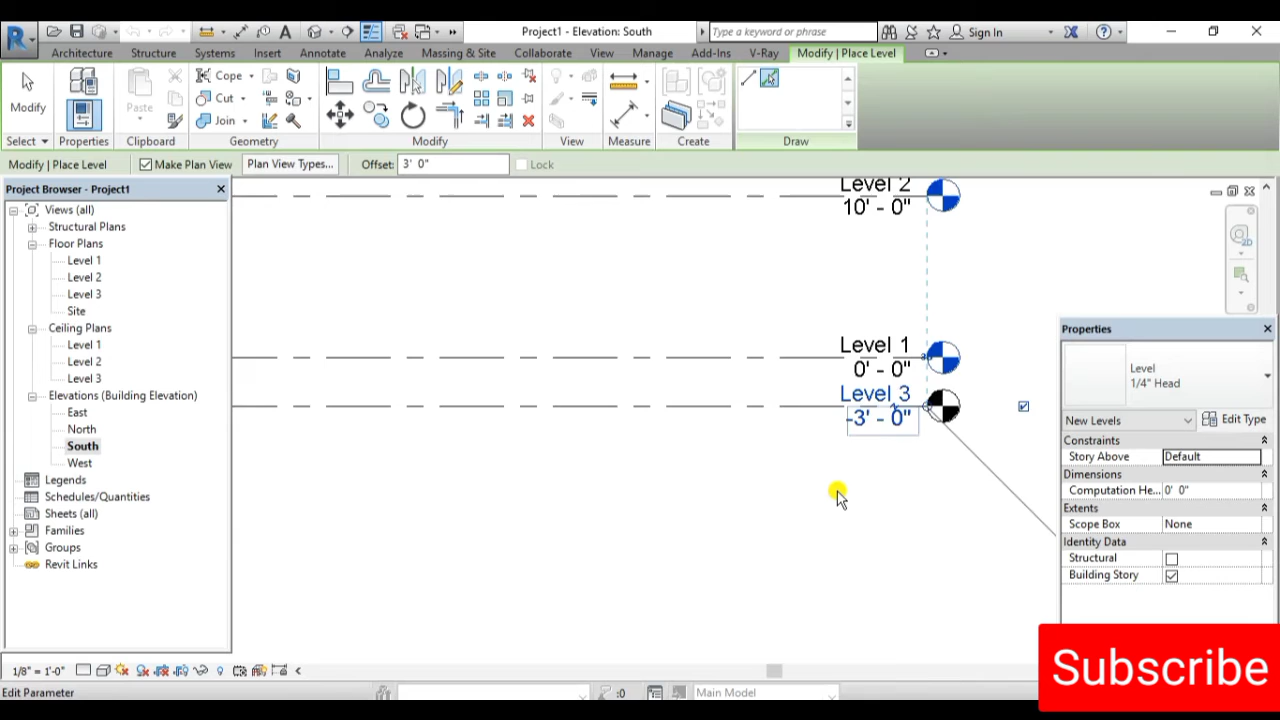 Project1 - Elevation: South
Type a keyword or phrase
Sign In
Architecture Structure Systems Insert Annotate Analyze Massing & Site Collaborate View Manage Add-Ins V-Ray Modify | Place Level
Modify
Paste
Cope
Cut
Join
Select Properties Clipboard Geometry Modify View Measure Create Draw
Modify | Place Level Make Plan View Plan View Types... Offset: 3' 0" Lock
Project Browser - Project1
Views (all)
Structural Plans
Floor Plans
Level 1
Level 2
Level 3
Site
Ceiling Plans
Level 1
Level 2
Level 3
Elevations (Building Elevation)
East
North
South
West
Legends
Schedules/Quantities
Sheets (all)
Families
Groups
Revit Links
Level 2
10' - 0"
Level 1
0' - 0"
Level 3
-3' - 0"
2D
Properties
Level
1/4" Head
New Levels Edit Type
Constraints
Story Above Default
Dimensions
Computation He... 0' 0"
Extents
Scope Box None
Identity Data
Structural
Building Story
Subscribe
1/8" = 1'-0"
Edit Parameter :0 Main Model